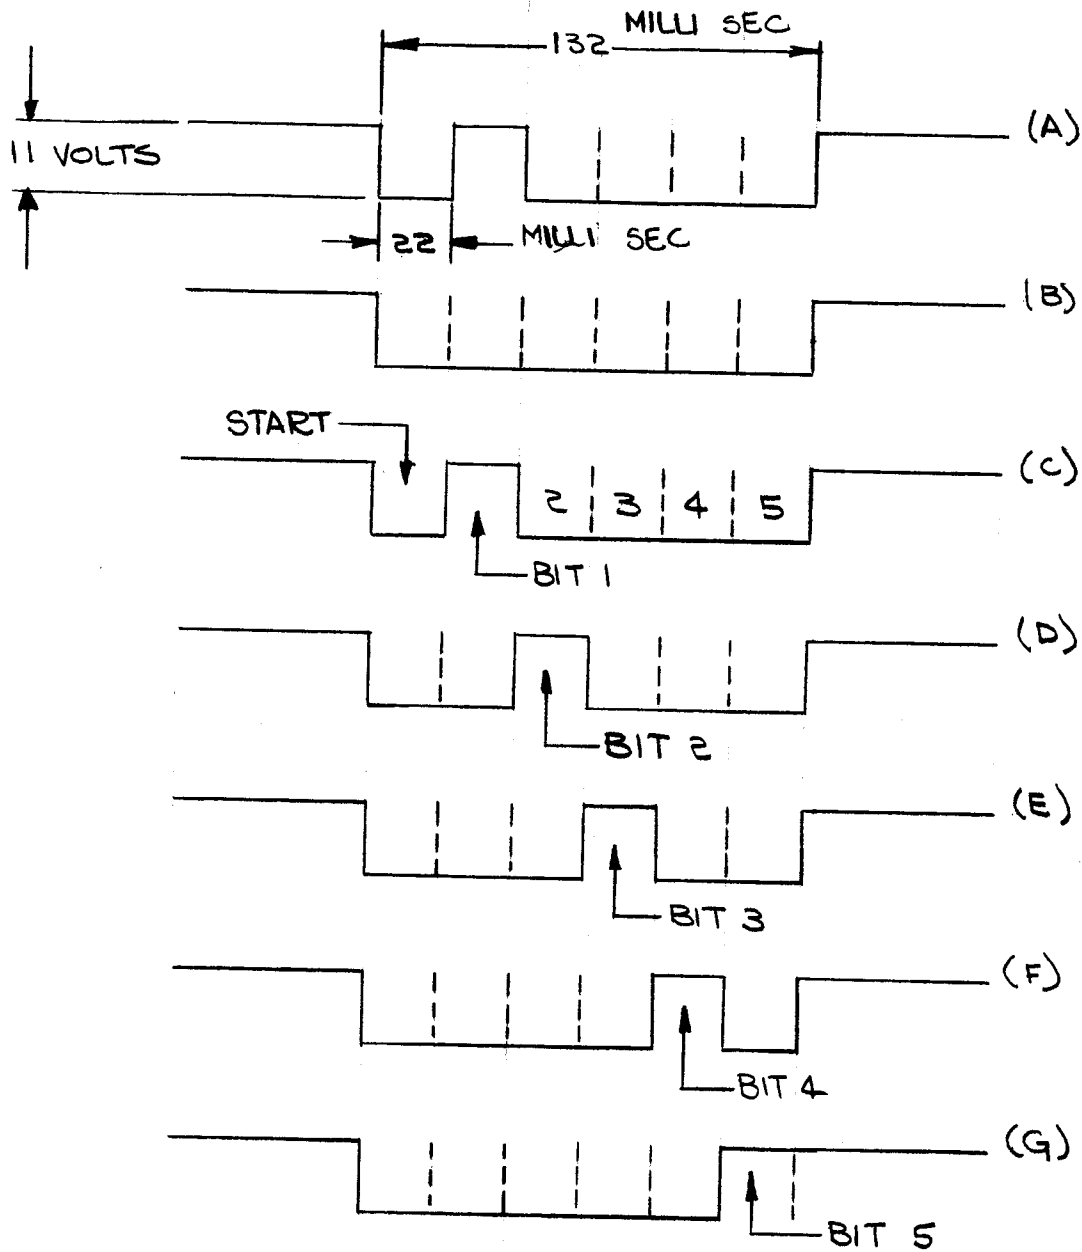 MILLI SEC
132
(A)
11 VOLTS
22 MILLI SEC
(B)
START
(C)
2 3 4 5
BIT 1
(D)
BIT 2
(E)
BIT 3
(F)
BIT 4
(G)
BIT 5